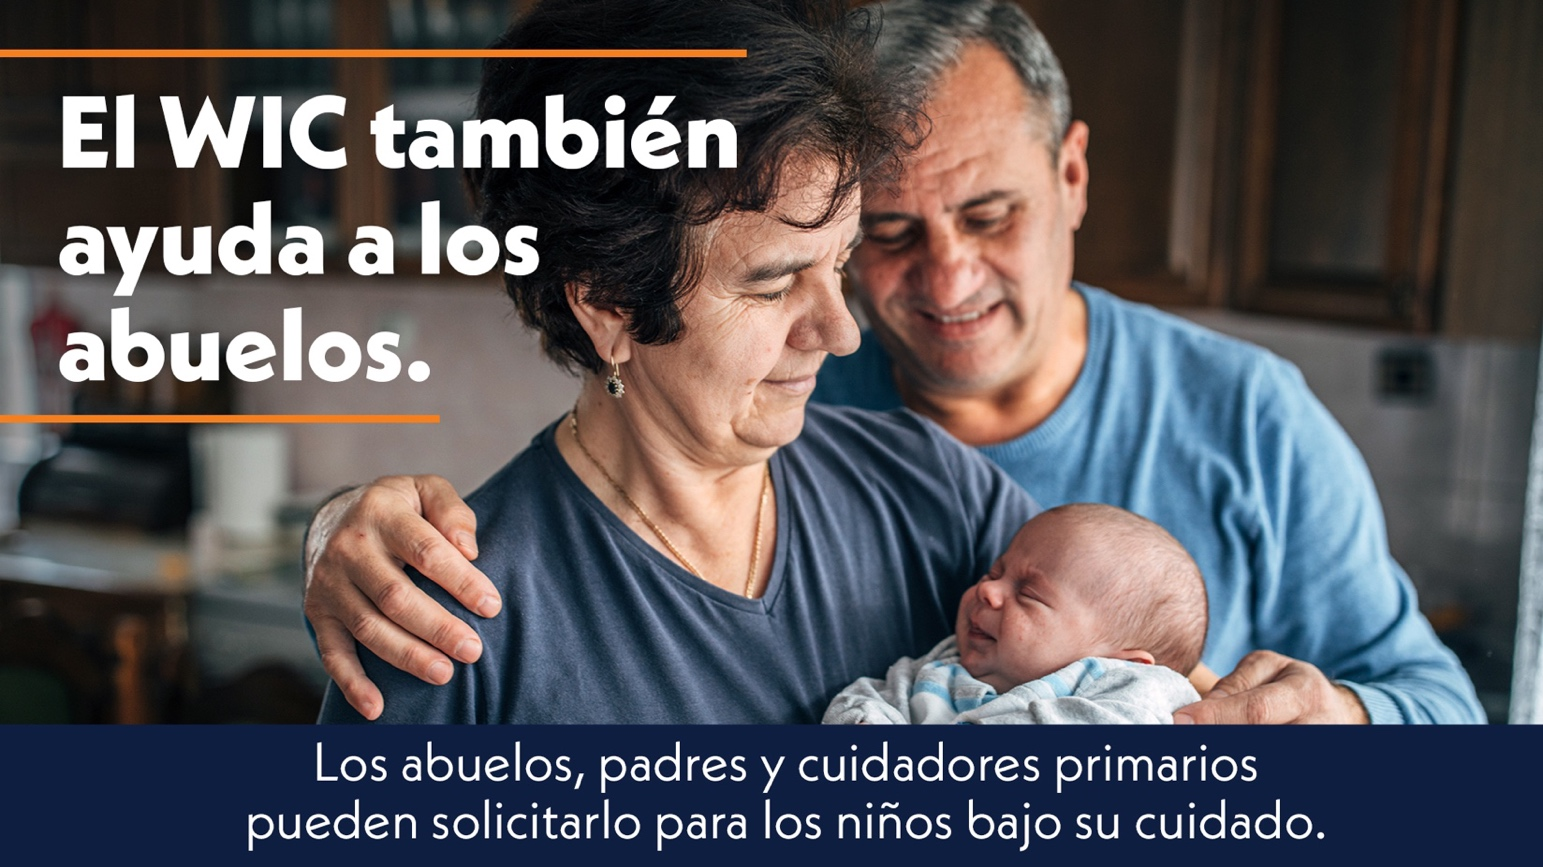 El WIC también
ayuda a los
abuelos.
Los abuelos, padres y cuidadores primarios
pueden solicitarlo para los niños bajo su cuidado.